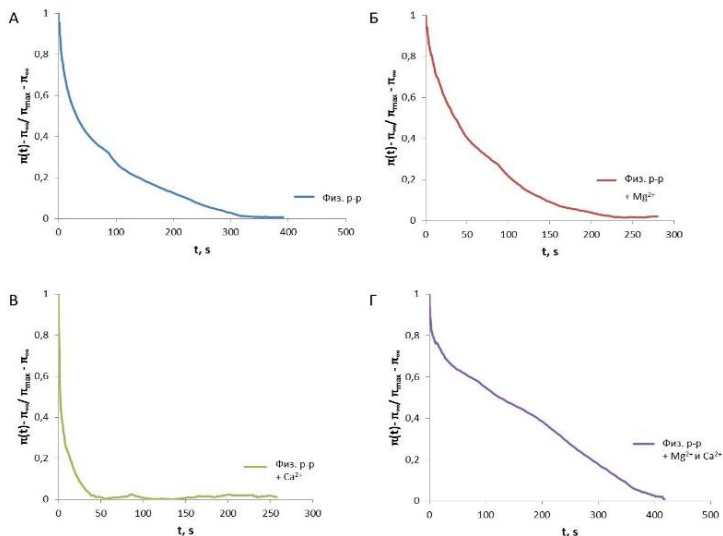 А
π(t)- π∞/ πmax - π∞
1
0,8
0,6
0,4
0,2
0
0 100 200 300 400 500
t, s
Физ. р-р
Б
π(t)- π∞/ πmax - π∞
1
0,8
0,6
0,4
0,2
0
0 50 100 150 200 250 300
t, s
Физ. р-р
+ Mg²⁺
В
π(t)- π∞/ πmax - π∞
1
0,8
0,6
0,4
0,2
0
0 50 100 150 200 250 300
t, s
Физ. р-р
+ Ca²⁺
Г
π(t)- π∞/ πmax - π∞
1
0,8
0,6
0,4
0,2
0
0 100 200 300 400 500
t, s
Физ. р-р
+ Mg²⁺ и Ca²⁺